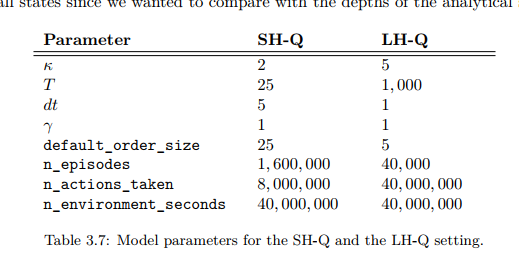 all states since we wanted to compare with the depths of the analytical
Parameter SH-Q LH-Q
κ 2 5
T 25 1,000
dt 5 1
γ 1 1
default_order_size 25 5
n_episodes 1,600,000 40,000
n_actions_taken 8,000,000 40,000,000
n_environment_seconds 40,000,000 40,000,000
Table 3.7: Model parameters for the SH-Q and the LH-Q setting.